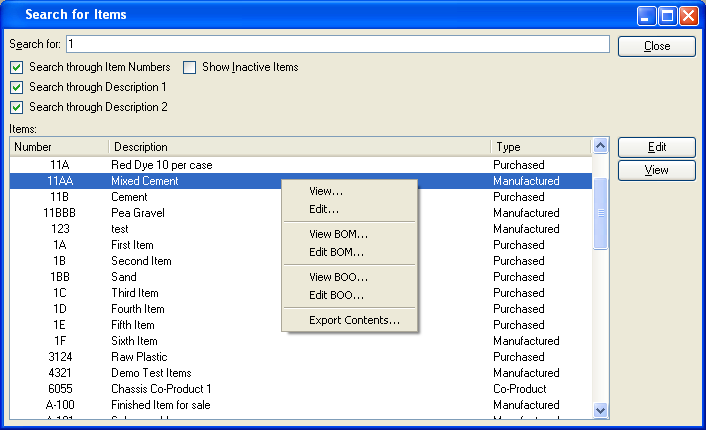 Search for Items
Search for: 1
Close
Search through Item Numbers Show Inactive Items
Search through Description 1
Search through Description 2
Items:
Number Description Type
Edit
View
11A Red Dye 10 per case Purchased
11AA Mixed Cement Manufactured
11B Cement Purchased
11BBB Pea Gravel Manufactured
123 test Manufactured
1A First Item Purchased
1B Second Item Purchased
1BB Sand Purchased
1C Third Item Purchased
1D Fourth Item Purchased
1E Fifth Item Purchased
1F Sixth Item Manufactured
3124 Raw Plastic Purchased
4321 Demo Test Items Manufactured
6055 Chassis Co-Product 1 Co-Product
A-100 Finished Item for sale Manufactured
View...
Edit...
View BOM...
Edit BOM...
View BOO...
Edit BOO...
Export Contents...